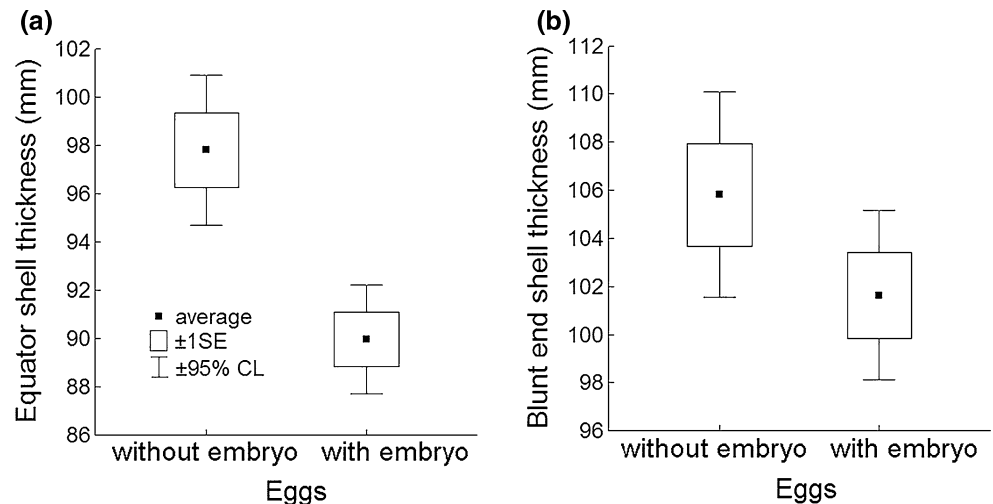 (a)
Equator shell thickness (mm)
102
100
98
96
94
92
90
88
86
average
±1SE
±95% CL
without embryo with embryo
Eggs
(b)
Blunt end shell thickness (mm)
112
110
108
106
104
102
100
98
96
without embryo with embryo
Eggs